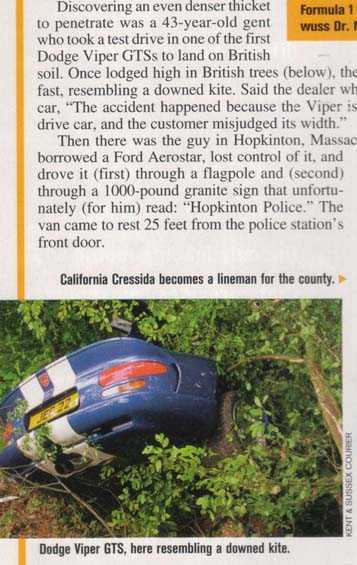 Discovering an even denser thicket
to penetrate was a 43-year-old gent
who took a test drive in one of the first
Dodge Viper GTSs to land on British
soil. Once lodged high in British trees (below), the
fast, resembling a downed kite. Said the dealer wh
car, “The accident happened because the Viper is
drive car, and the customer misjudged its width.”
Then there was the guy in Hopkinton, Massac
borrowed a Ford Aerostar, lost control of it, and
drove it (first) through a flagpole and (second)
through a 1000-pound granite sign that unfortu-
nately (for him) read: “Hopkinton Police.” The
van came to rest 25 feet from the police station’s
front door.
Formula 1
wuss Dr. M
California Cressida becomes a lineman for the county.
KENT & SUSSEX COURIER
Dodge Viper GTS, here resembling a downed kite.